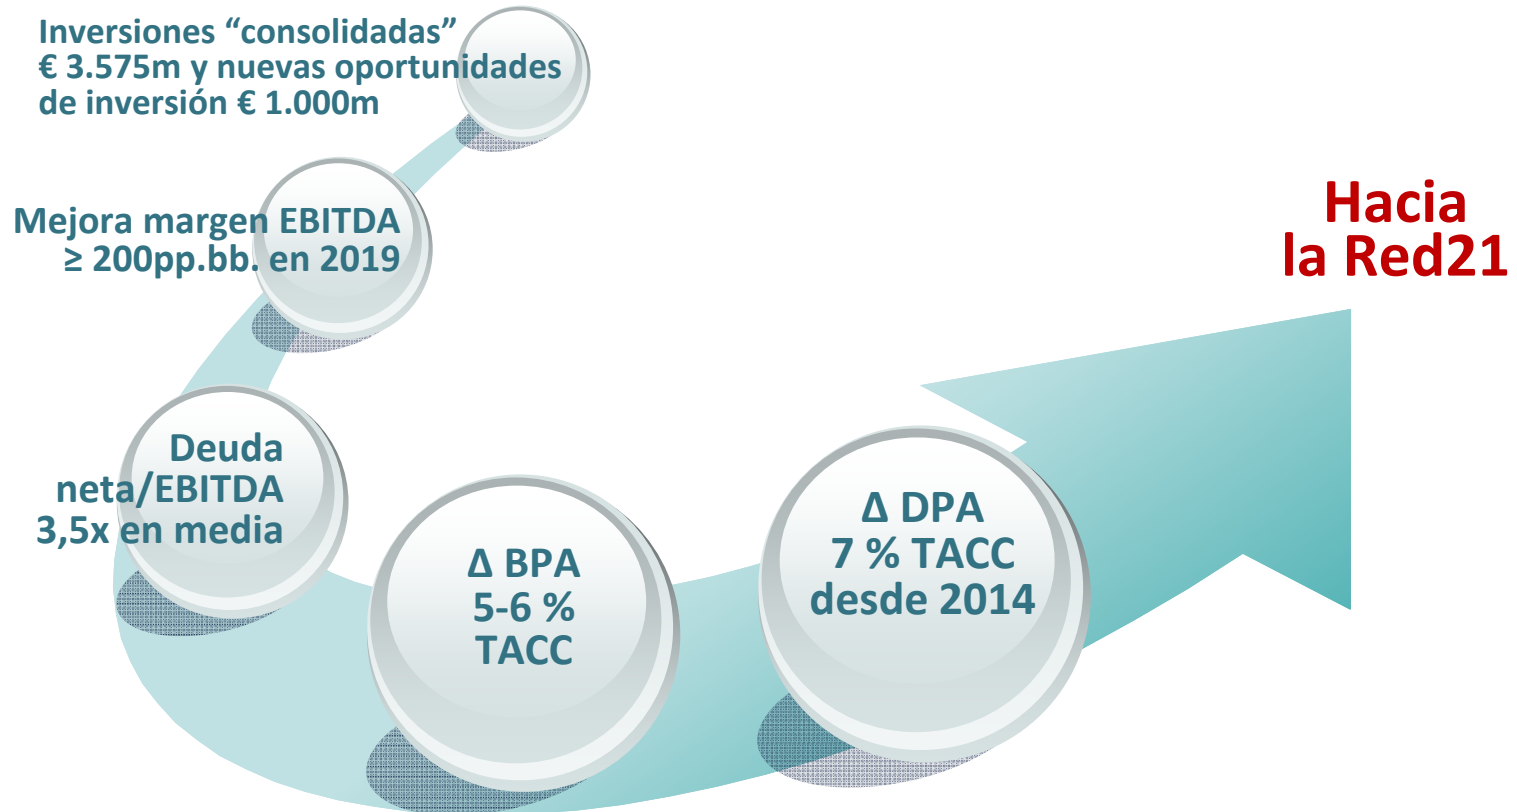 Inversiones “consolidadas”
€ 3.575m y nuevas oportunidades
de inversión € 1.000m
Mejora margen EBITDA
≥ 200pp.bb. en 2019
Deuda
neta/EBITDA
3,5x en media
Δ BPA
5-6 %
TACC
Δ DPA
7 % TACC
desde 2014
Hacia
la Red21